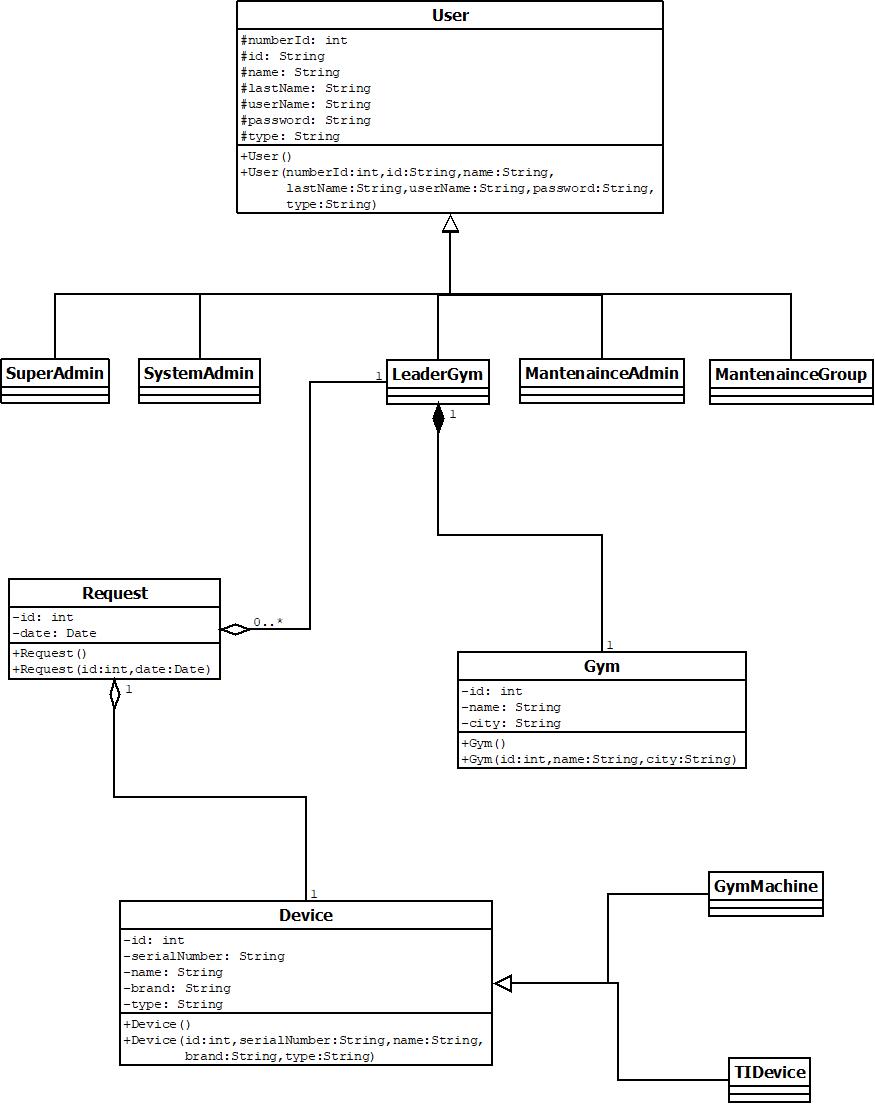 User
#numberId: int
#id: String
#name: String
#lastName: String
#userName: String
#password: String
#type: String
+User()
+User(numberId:int,id:String,name:String,
lastName:String,userName:String,password:String,
type:String)
SuperAdmin
SystemAdmin
LeaderGym
MantenainceAdmin
MantenainceGroup
1
1
Request
-id: int
-date: Date
+Request()
+Request(id:int,date:Date)
0..*
1
1
Gym
-id: int
-name: String
-city: String
+Gym()
+Gym(id:int,name:String,city:String)
1
Device
-id: int
-serialNumber: String
-name: String
-brand: String
-type: String
+Device()
+Device(id:int,serialNumber:String,name:String,
brand:String,type:String)
GymMachine
TIDevice